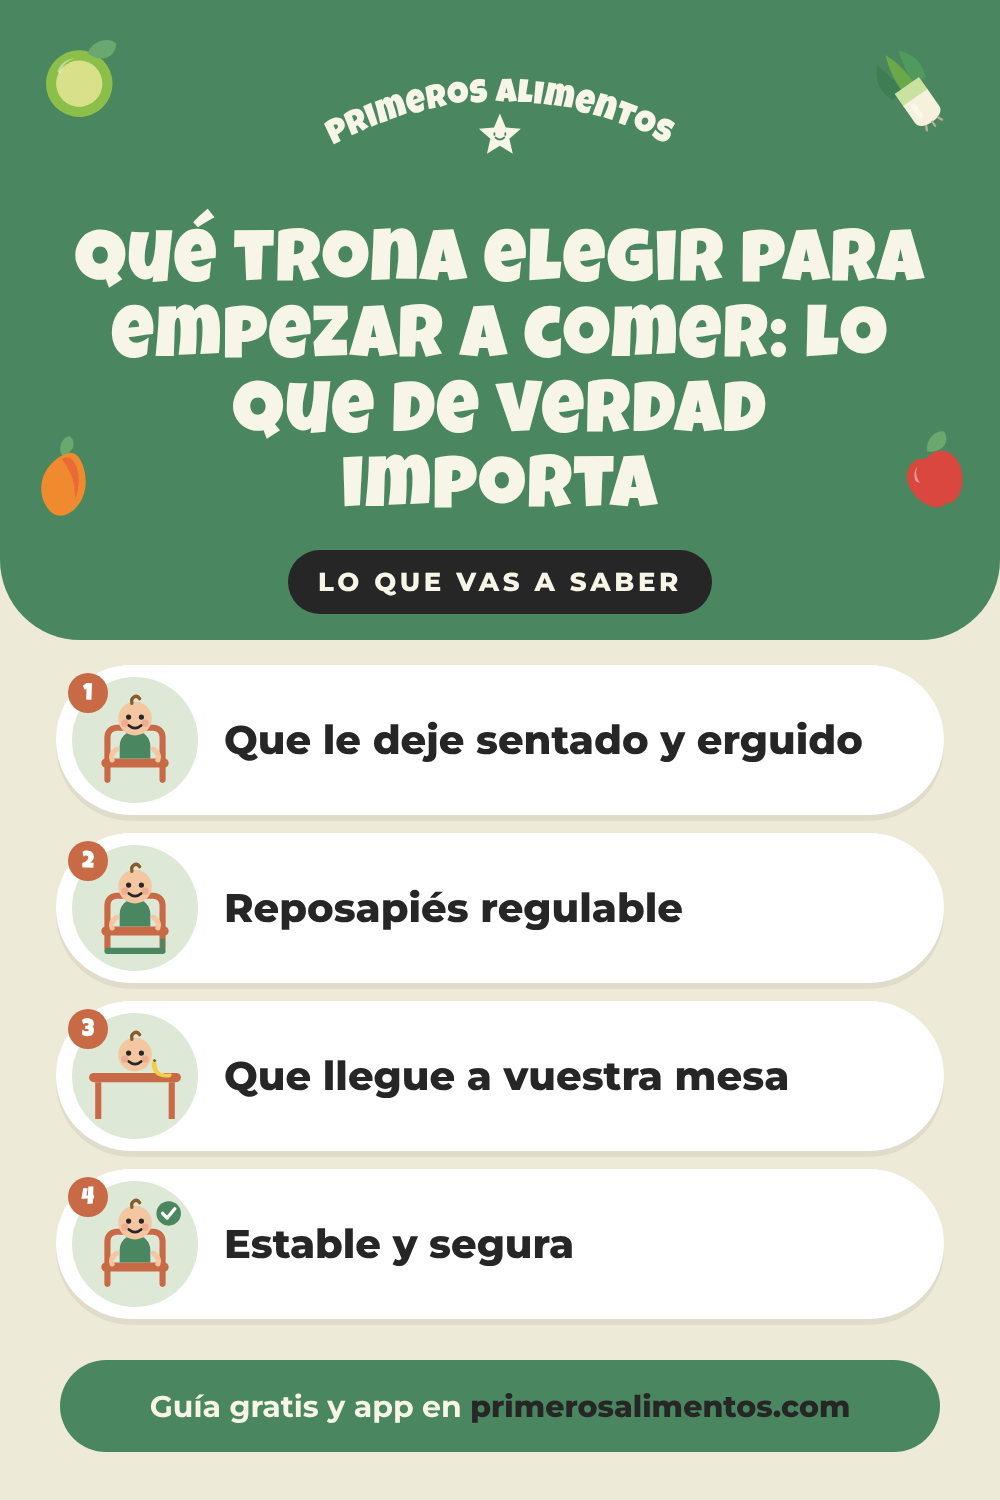 PRIMEROS ALIMENTOS
QUÉ TRONA ELEGIR PARA
EMPEZAR A COMER: LO
QUE DE VERDAD
IMPORTA
LO QUE VAS A SABER
1
Que le deje sentado y erguido
2
Reposapiés regulable
3
Que llegue a vuestra mesa
4
Estable y segura
Guía gratis y app en primerosalimentos.com